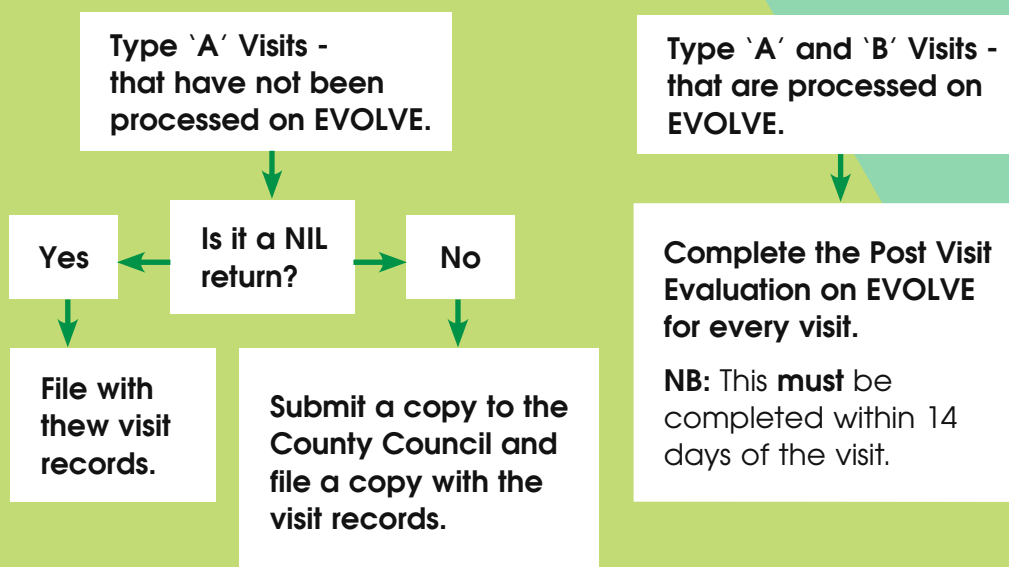 Type ‘A’ Visits -
that have not been
processed on EVOLVE.
Is it a NIL
return?
Yes
No
File with
thew visit
records.
Submit a copy to the
County Council and
file a copy with the
visit records.
Type ‘A’ and ‘B’ Visits -
that are processed on
EVOLVE.
Complete the Post Visit
Evaluation on EVOLVE
for every visit.
NB: This must be
completed within 14
days of the visit.